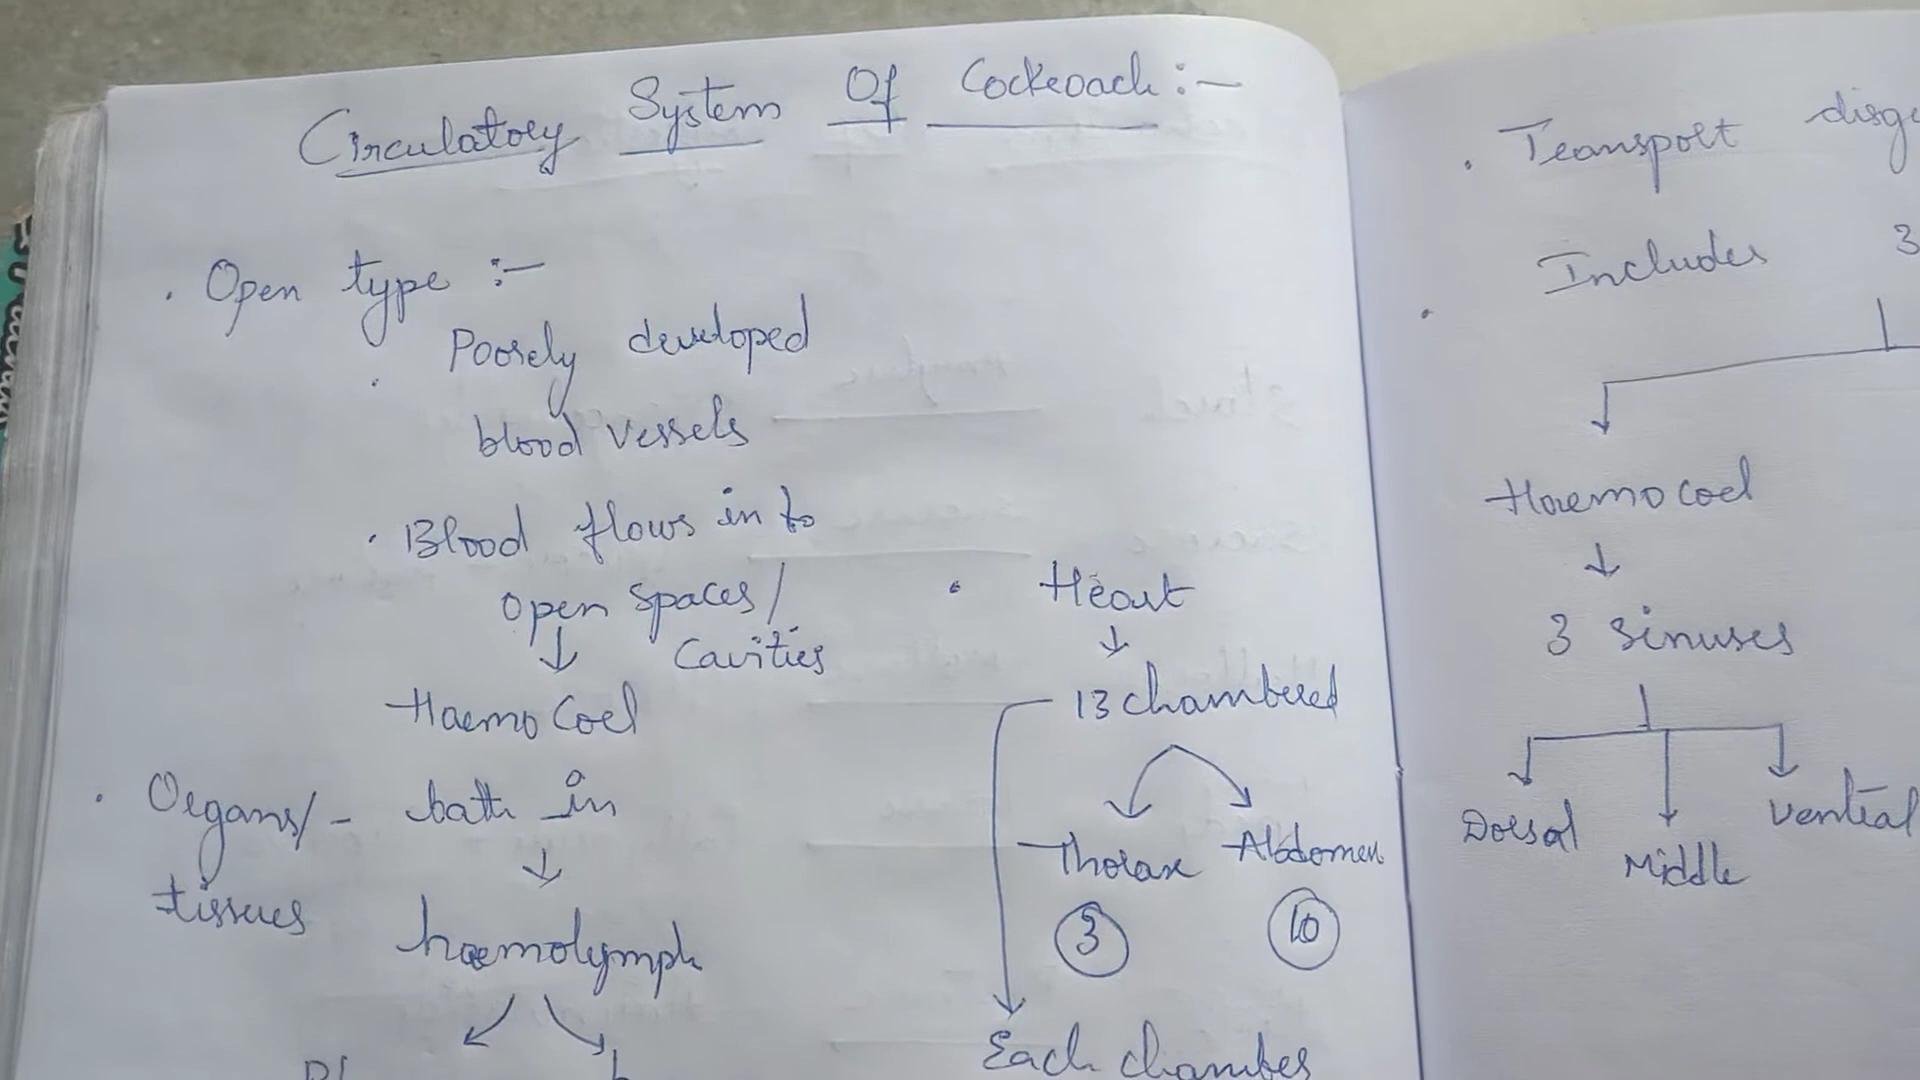 Circulatory System Of Cockroach :-
. Open type :-
. Poorely developed
blood vessels
. Blood flows in to
open spaces/
cavities
↓
Haemo Coel
. Organs/ - bath in
tissues
↓
haemolymph
. Heart
↓
13 chambered
Thorax Abdomen
3 10
Each chamber
. Transport
. Includes 3
Haemo coel
↓
3 sinuses
Dorsal Middle Ventral